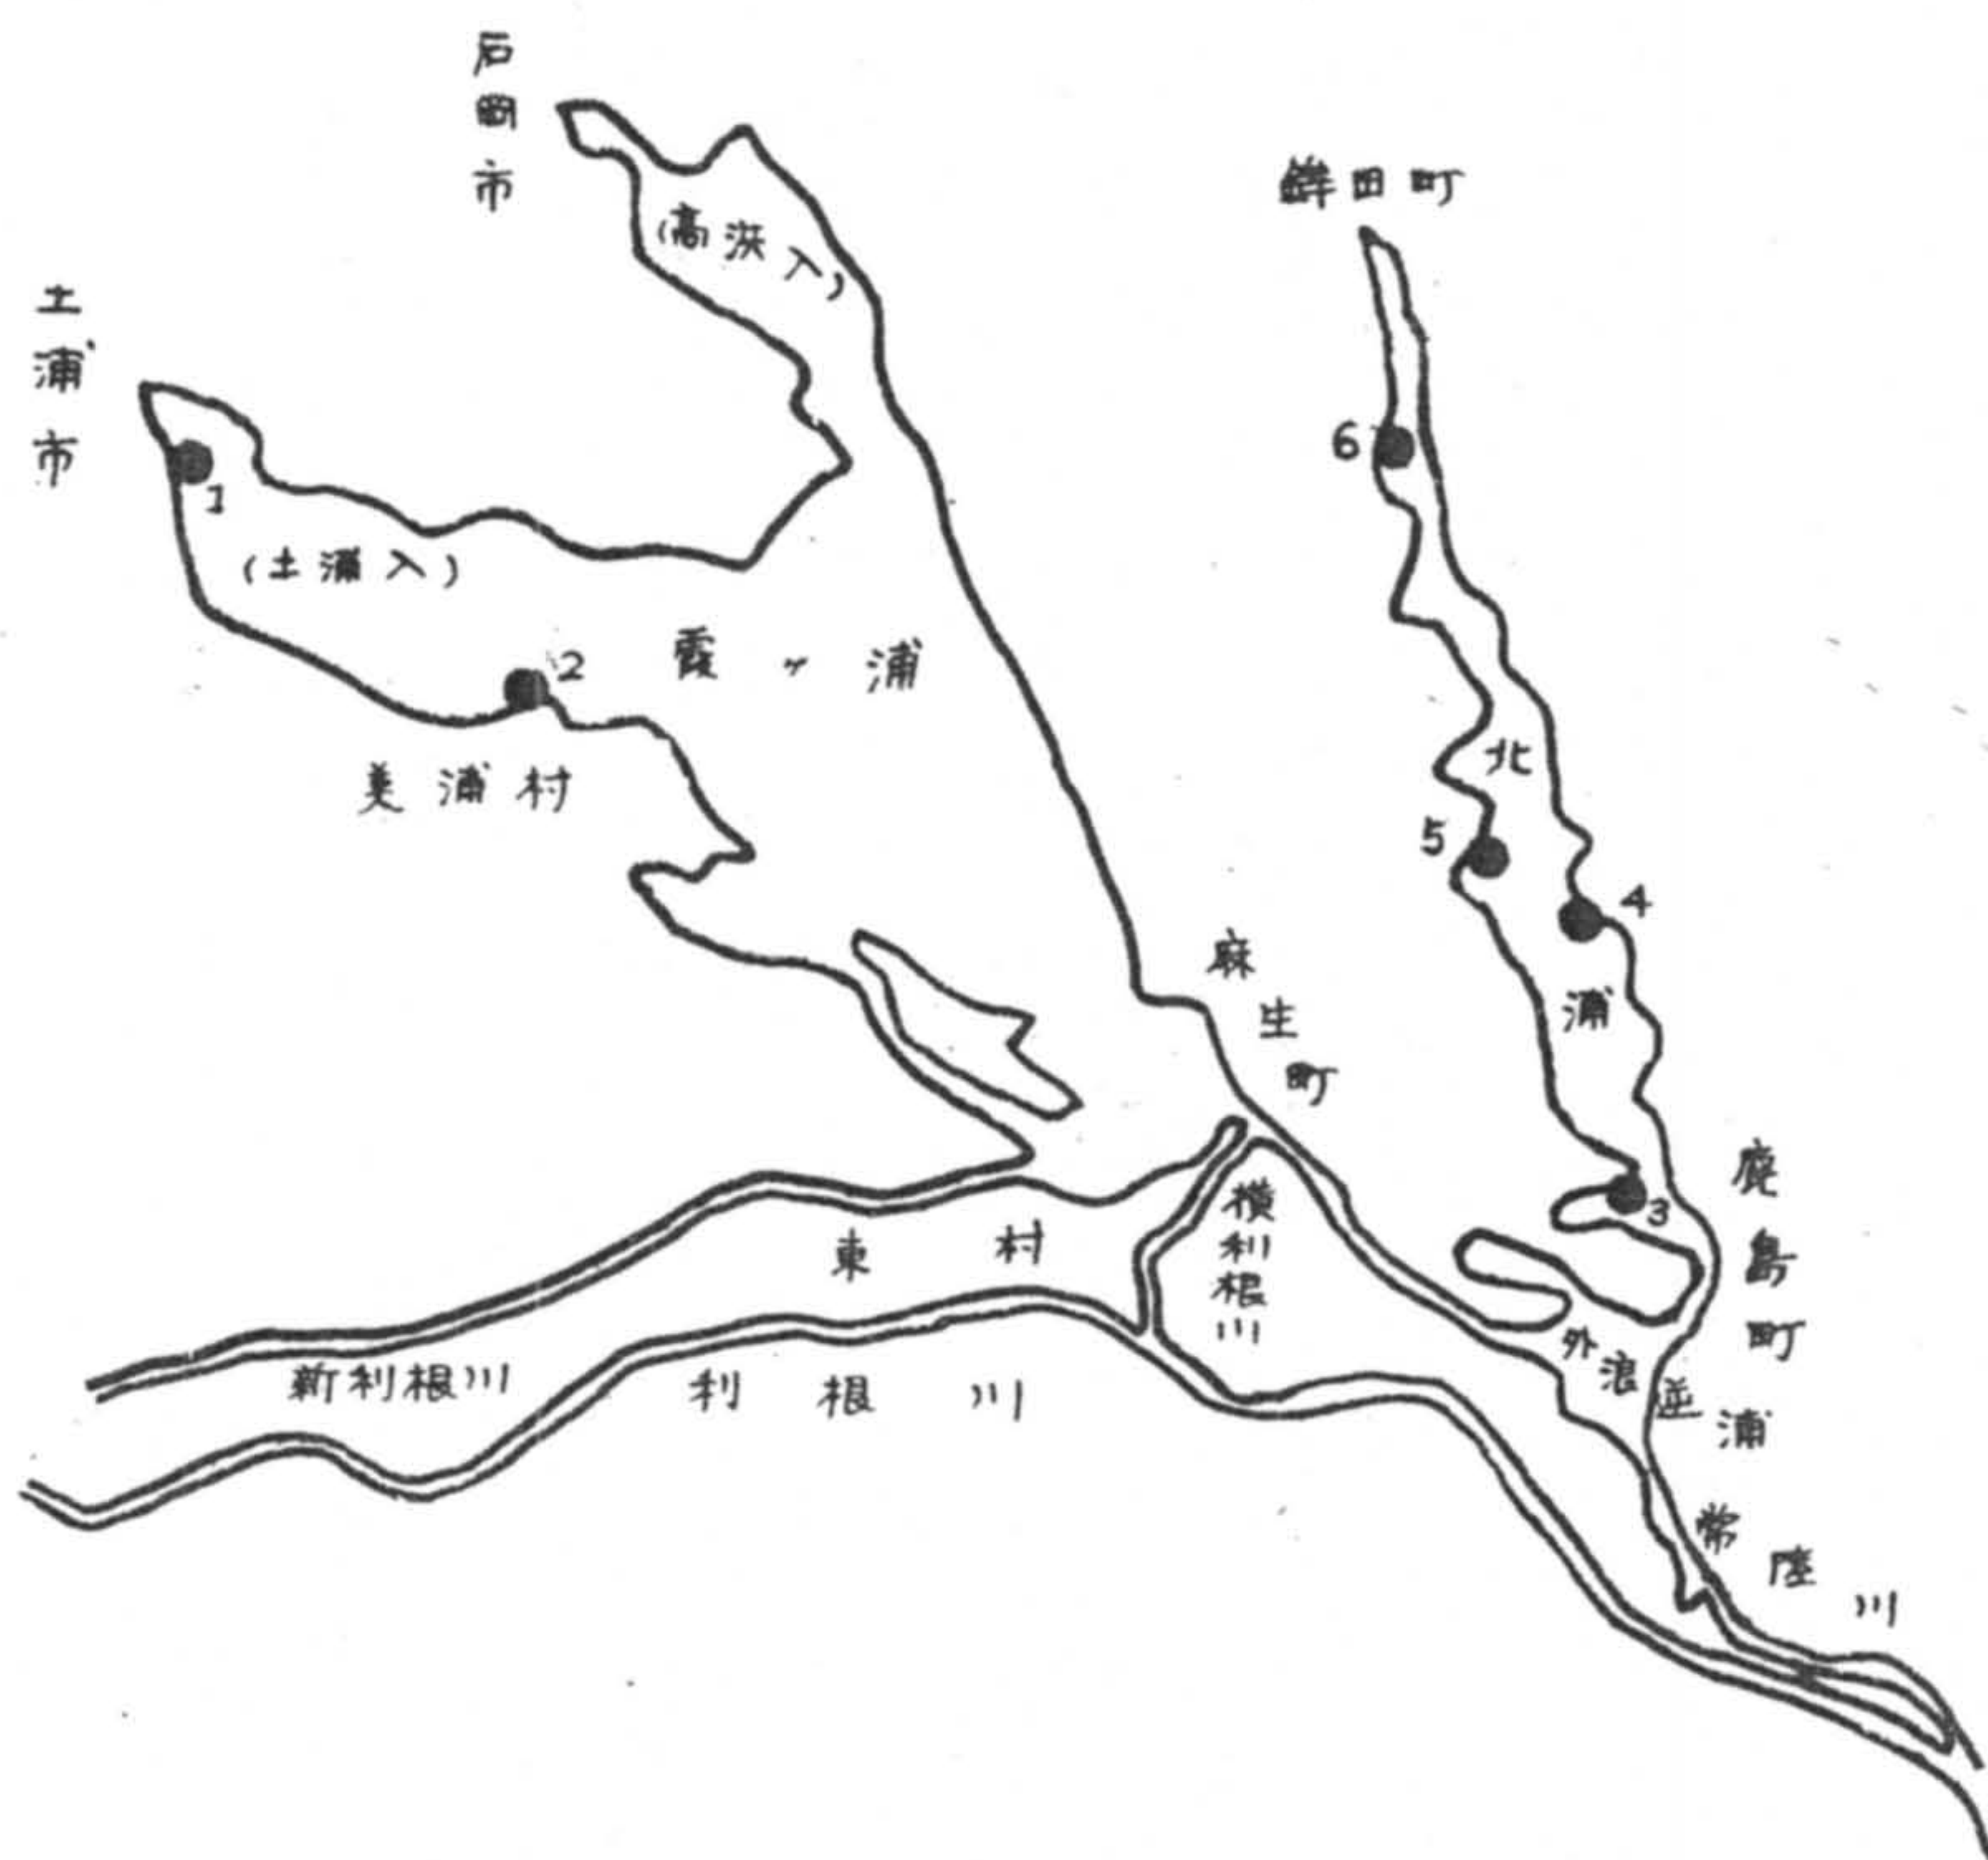 石岡市
(高浜入)
鉾田町
土浦市
1
(土浦入)
2
霞ヶ浦
美浦村
6
北浦
5
4
3
麻生町
鹿島町
東村
横利根川
新利根川
利根川
外浪逆浦
常陸川